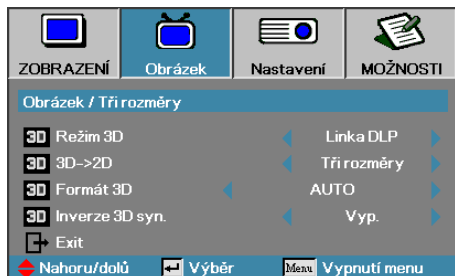 ZOBRAZENÍ Obrázek Nastavení MOŽNOSTI
Obrázek / Tři rozměry
3D Režim 3D Linka DLP
3D 3D->2D Tři rozměry
3D Formát 3D AUTO
3D Inverze 3D syn. Vyp.
Exit
Nahoru/dolů Výběr Menu Vypnutí menu